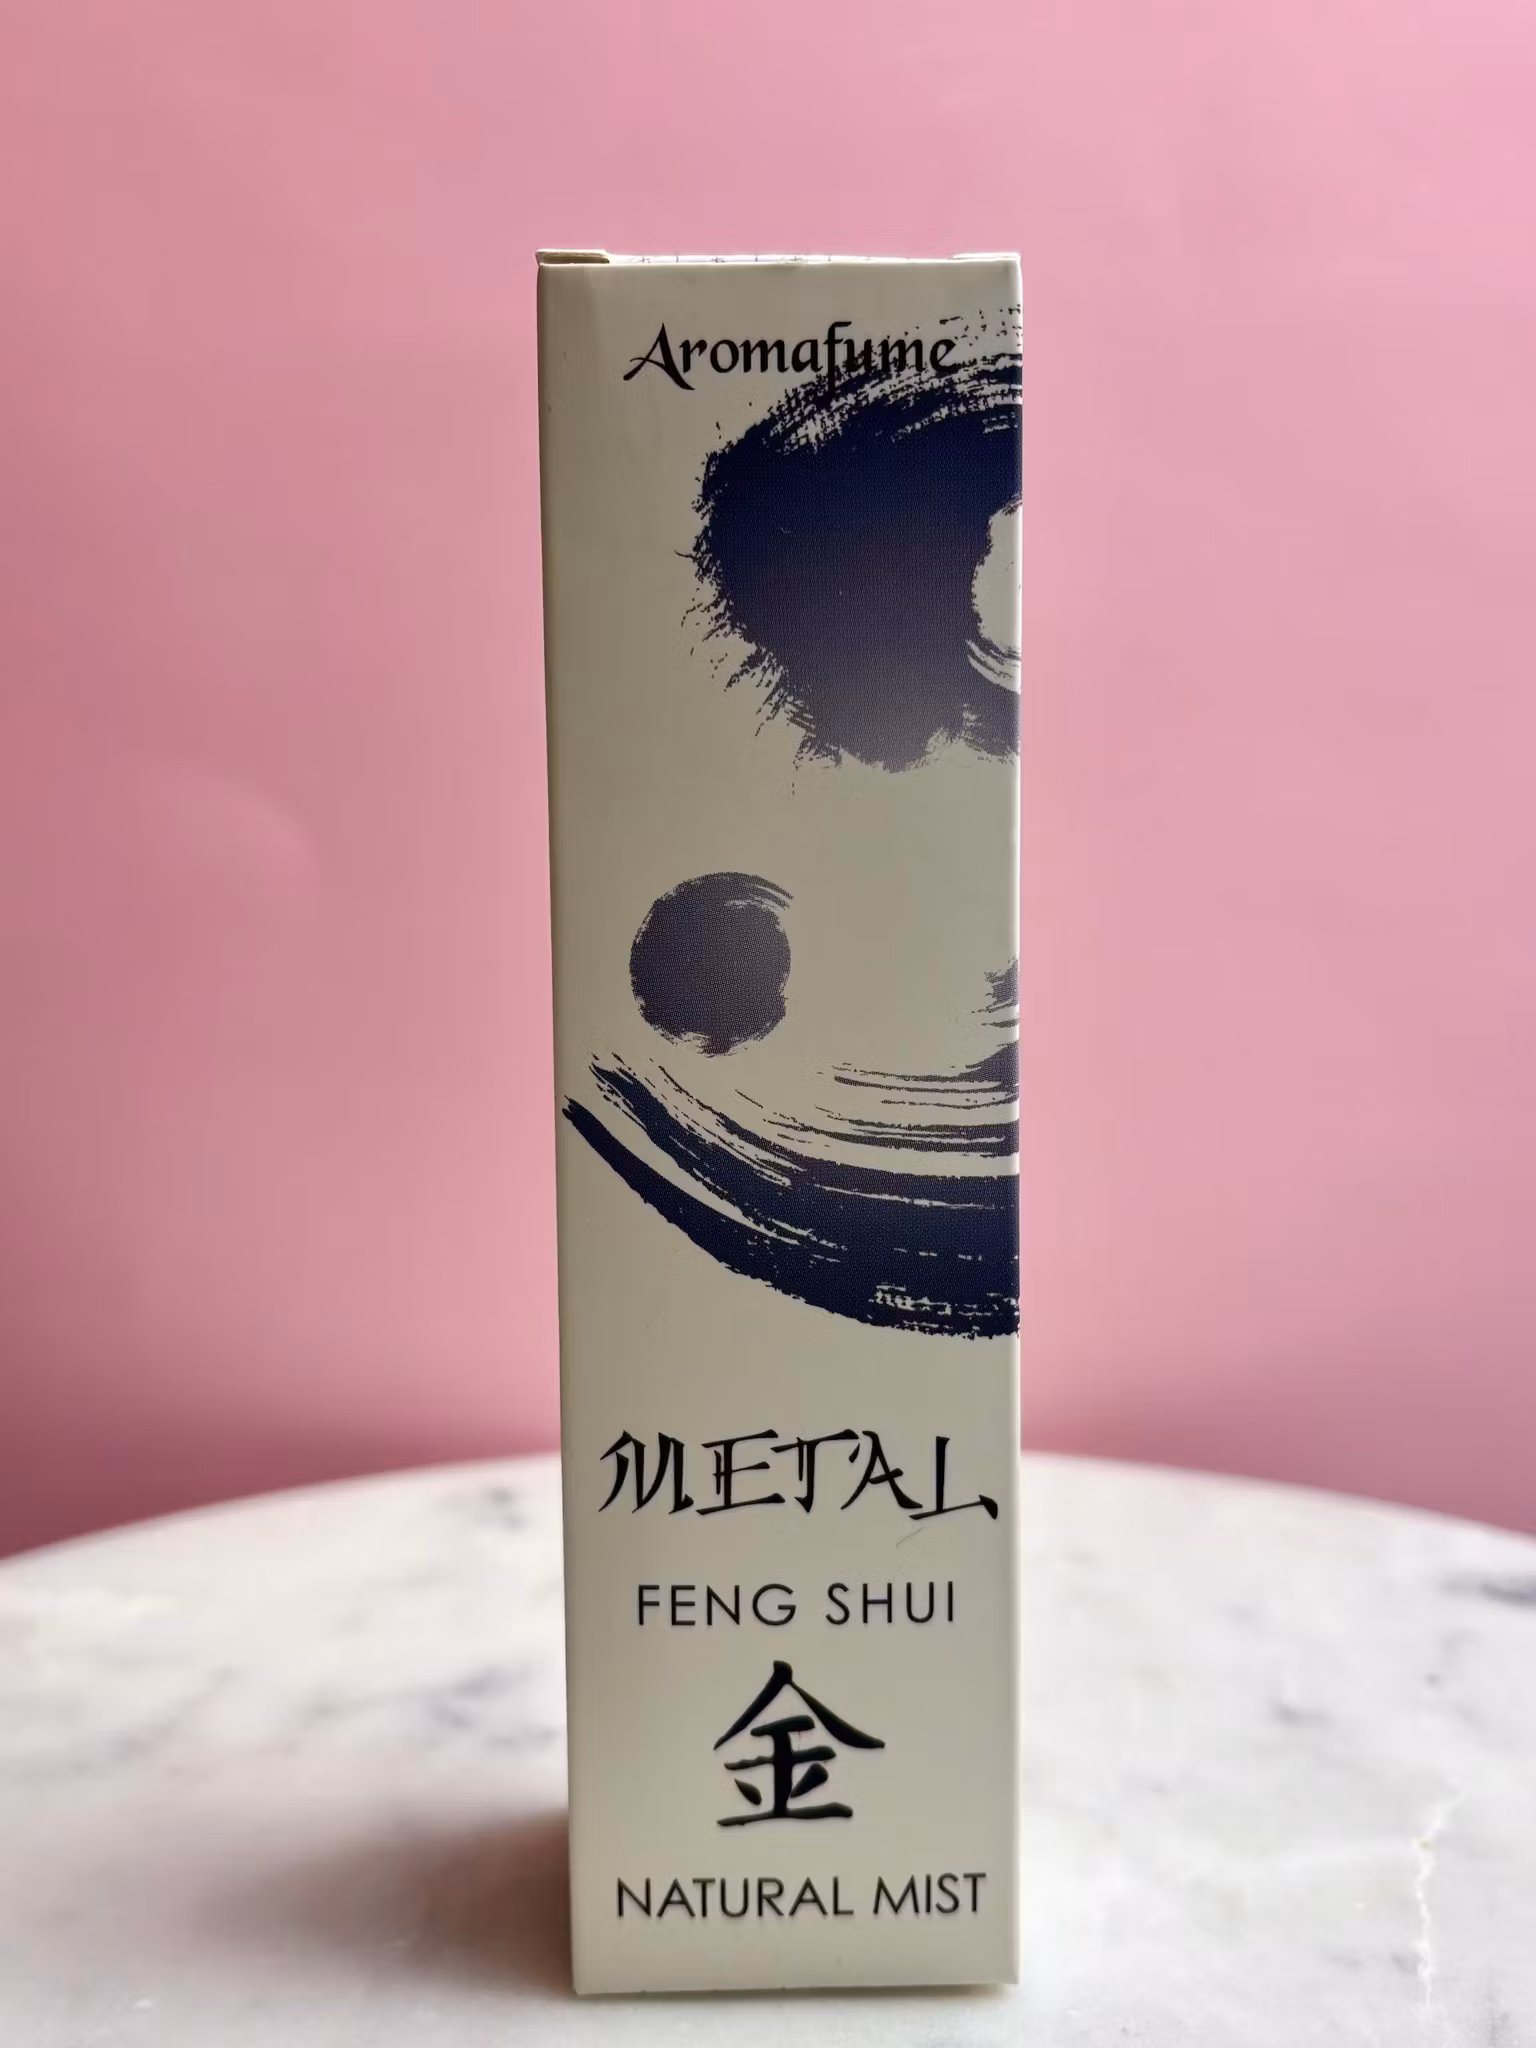 Aromafume
METAL
FENG SHUI
金
NATURAL MIST